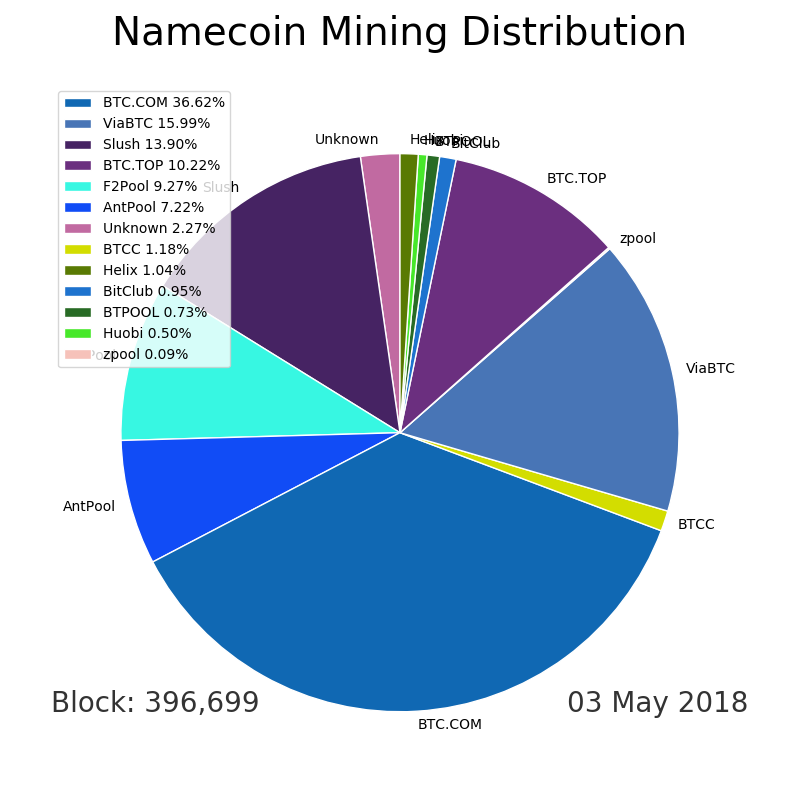 Namecoin Mining Distribution
BTC.COM 36.62%
ViaBTC 15.99%
Slush 13.90%
BTC.TOP 10.22%
F2Pool 9.27%
AntPool 7.22%
Unknown 2.27%
BTCC 1.18%
Helix 1.04%
BitClub 0.95%
BTPOOL 0.73%
Huobi 0.50%
zpool 0.09%
Unknown
Helix
Huobi
BTPOOL
BitClub
BTC.TOP
Slush
zpool
ViaBTC
AntPool
BTCC
BTC.COM
Block: 396,699
03 May 2018